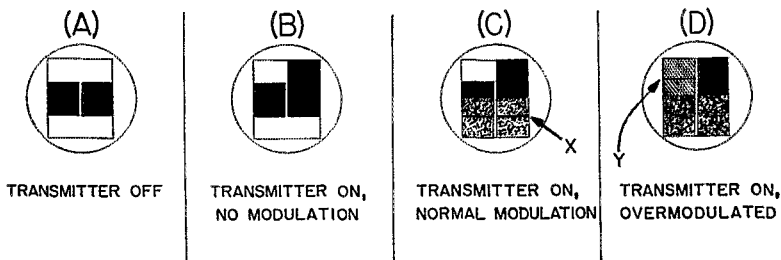 (A)
TRANSMITTER OFF
(B)
TRANSMITTER ON,
NO MODULATION
(C)
X
TRANSMITTER ON,
NORMAL MODULATION
(D)
Y
TRANSMITTER ON,
OVERMODULATED